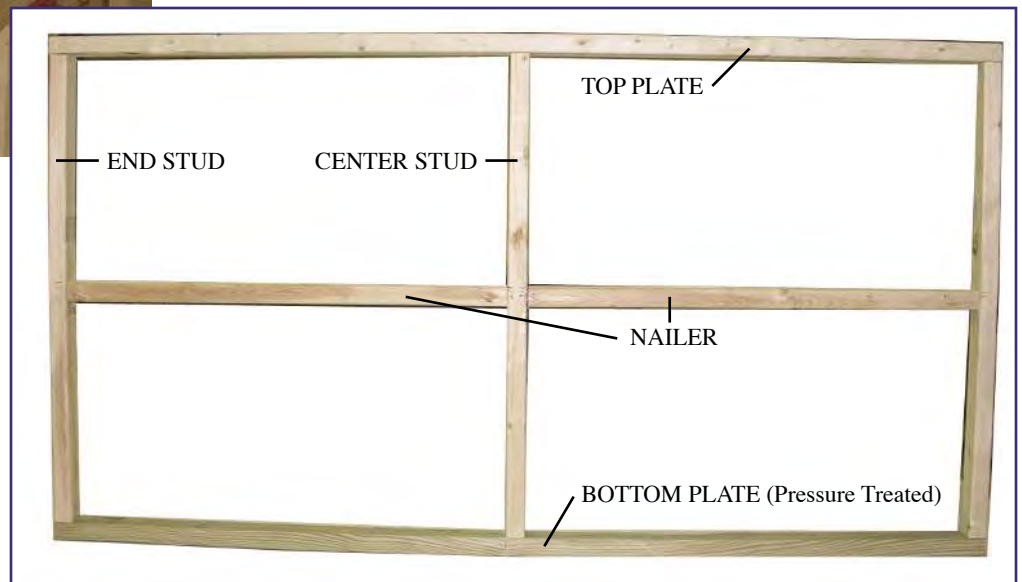 TOP PLATE
END STUD
CENTER STUD
NAILER
BOTTOM PLATE (Pressure Treated)